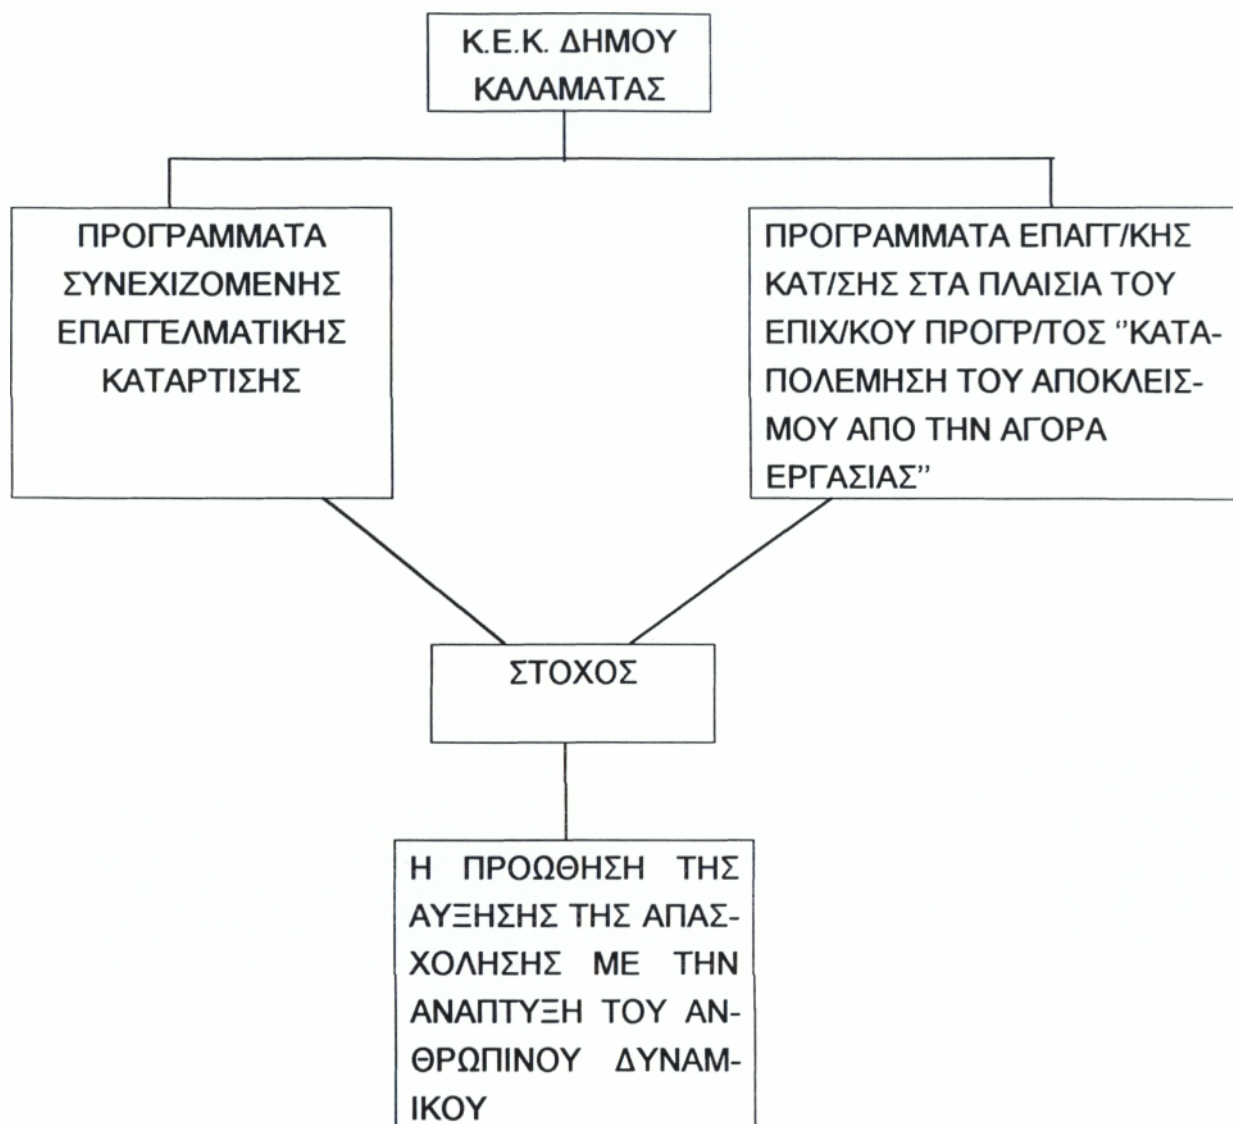 Κ.Ε.Κ. ΔΗΜΟΥ
ΚΑΛΑΜΑΤΑΣ
ΠΡΟΓΡΑΜΜΑΤΑ
ΣΥΝΕΧΙΖΟΜΕΝΗΣ
ΕΠΑΓΓΕΛΜΑΤΙΚΗΣ
ΚΑΤΑΡΤΙΣΗΣ
ΠΡΟΓΡΑΜΜΑΤΑ ΕΠΑΓΓ/ΚΗΣ
ΚΑΤ/ΣΗΣ ΣΤΑ ΠΛΑΙΣΙΑ ΤΟΥ
ΕΠΙΧ/ΚΟΥ ΠΡΟΓΡ/ΤΟΣ ‘‘ΚΑΤΑ-
ΠΟΛΕΜΗΣΗ ΤΟΥ ΑΠΟΚΛΕΙΣ-
ΜΟΥ ΑΠΟ ΤΗΝ ΑΓΟΡΑ
ΕΡΓΑΣΙΑΣ’’
ΣΤΟΧΟΣ
Η ΠΡΟΩΘΗΣΗ ΤΗΣ
ΑΥΞΗΣΗΣ ΤΗΣ ΑΠΑΣ-
ΧΟΛΗΣΗΣ ΜΕ ΤΗΝ
ΑΝΑΠΤΥΞΗ ΤΟΥ ΑΝ-
ΘΡΩΠΙΝΟΥ ΔΥΝΑΜ-
ΙΚΟΥ